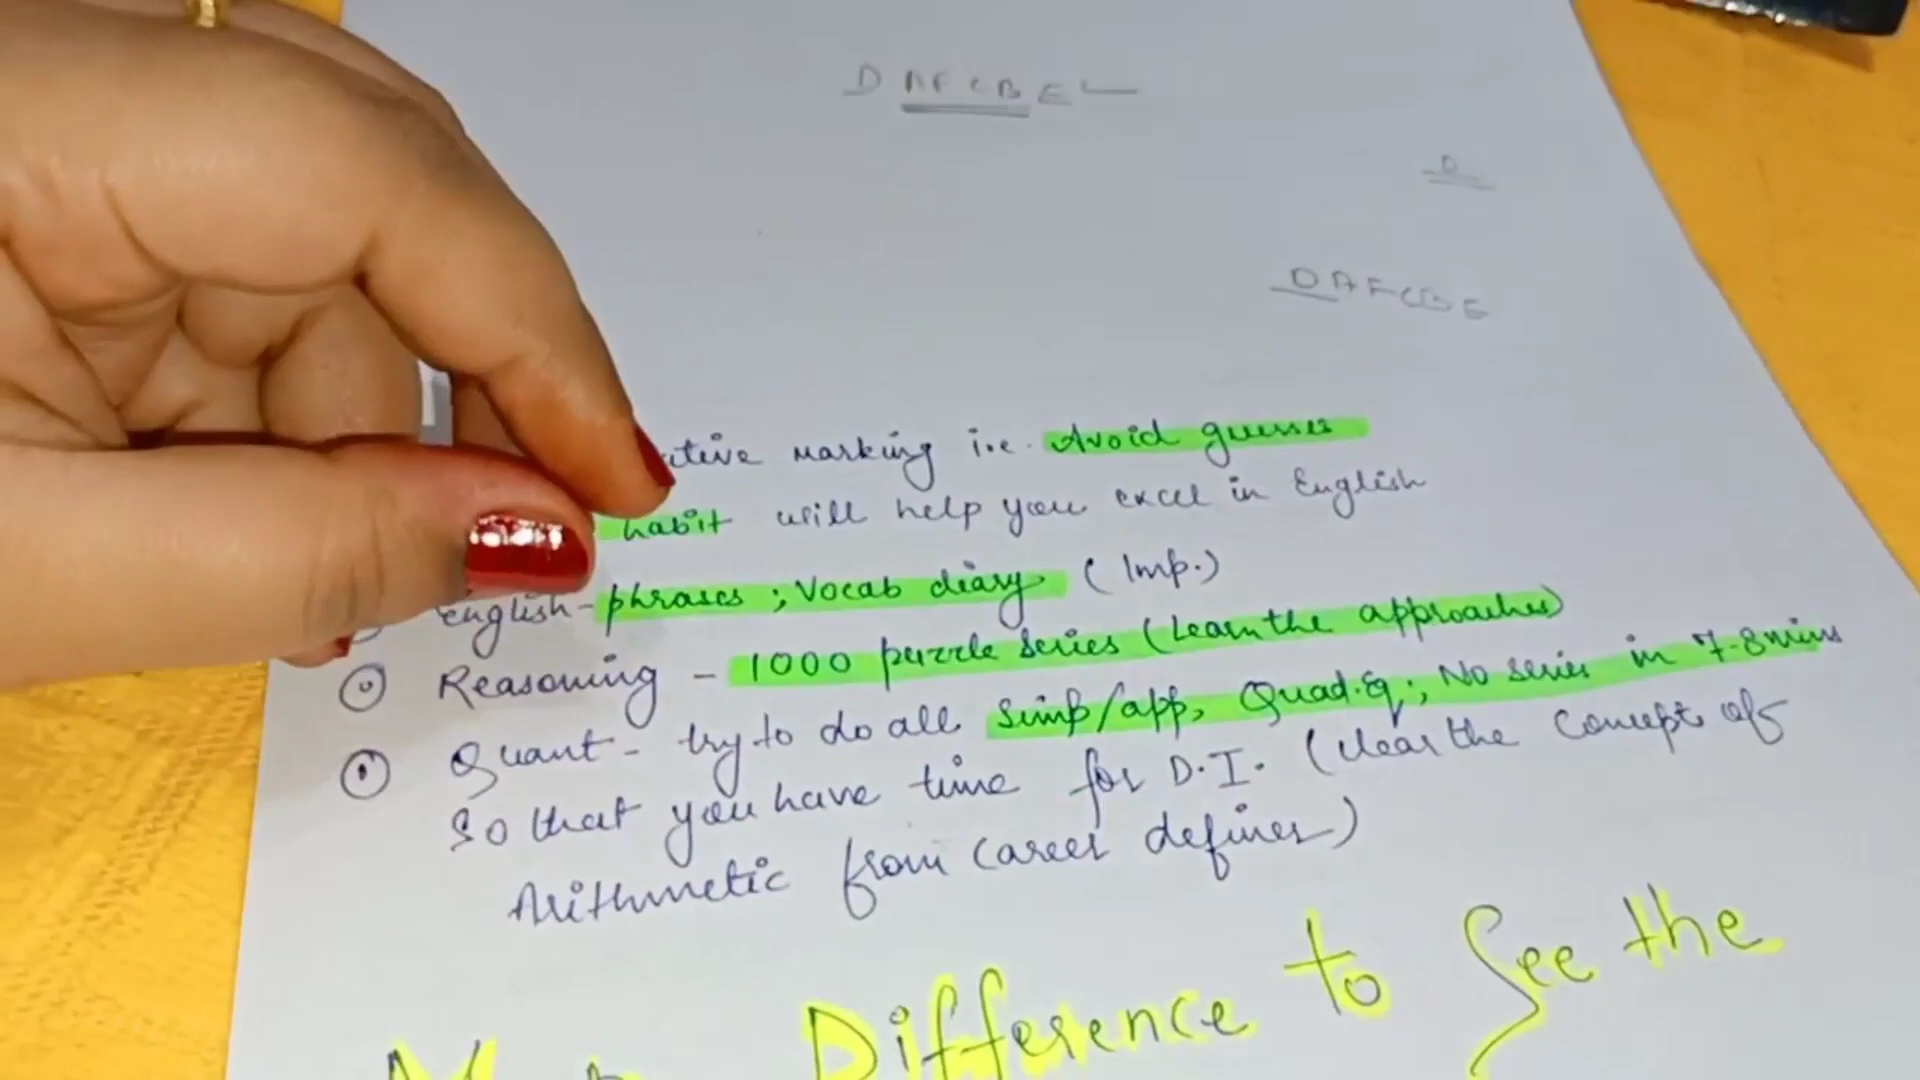 DAFCBE
D
DAFCBE
ative marking i.e. Avoid guesses
habit will help you excel in English
English - phrases ; Vocab diary (Imp.)
Reasoning - 1000 puzzle series (Learn the approaches)
Quant - try to do all Simp/app, Quad.Eq; No series in 7-8 mins
So that you have time for D.I. (Clear the concept of
Arithmetic from career definer)
Difference to See the